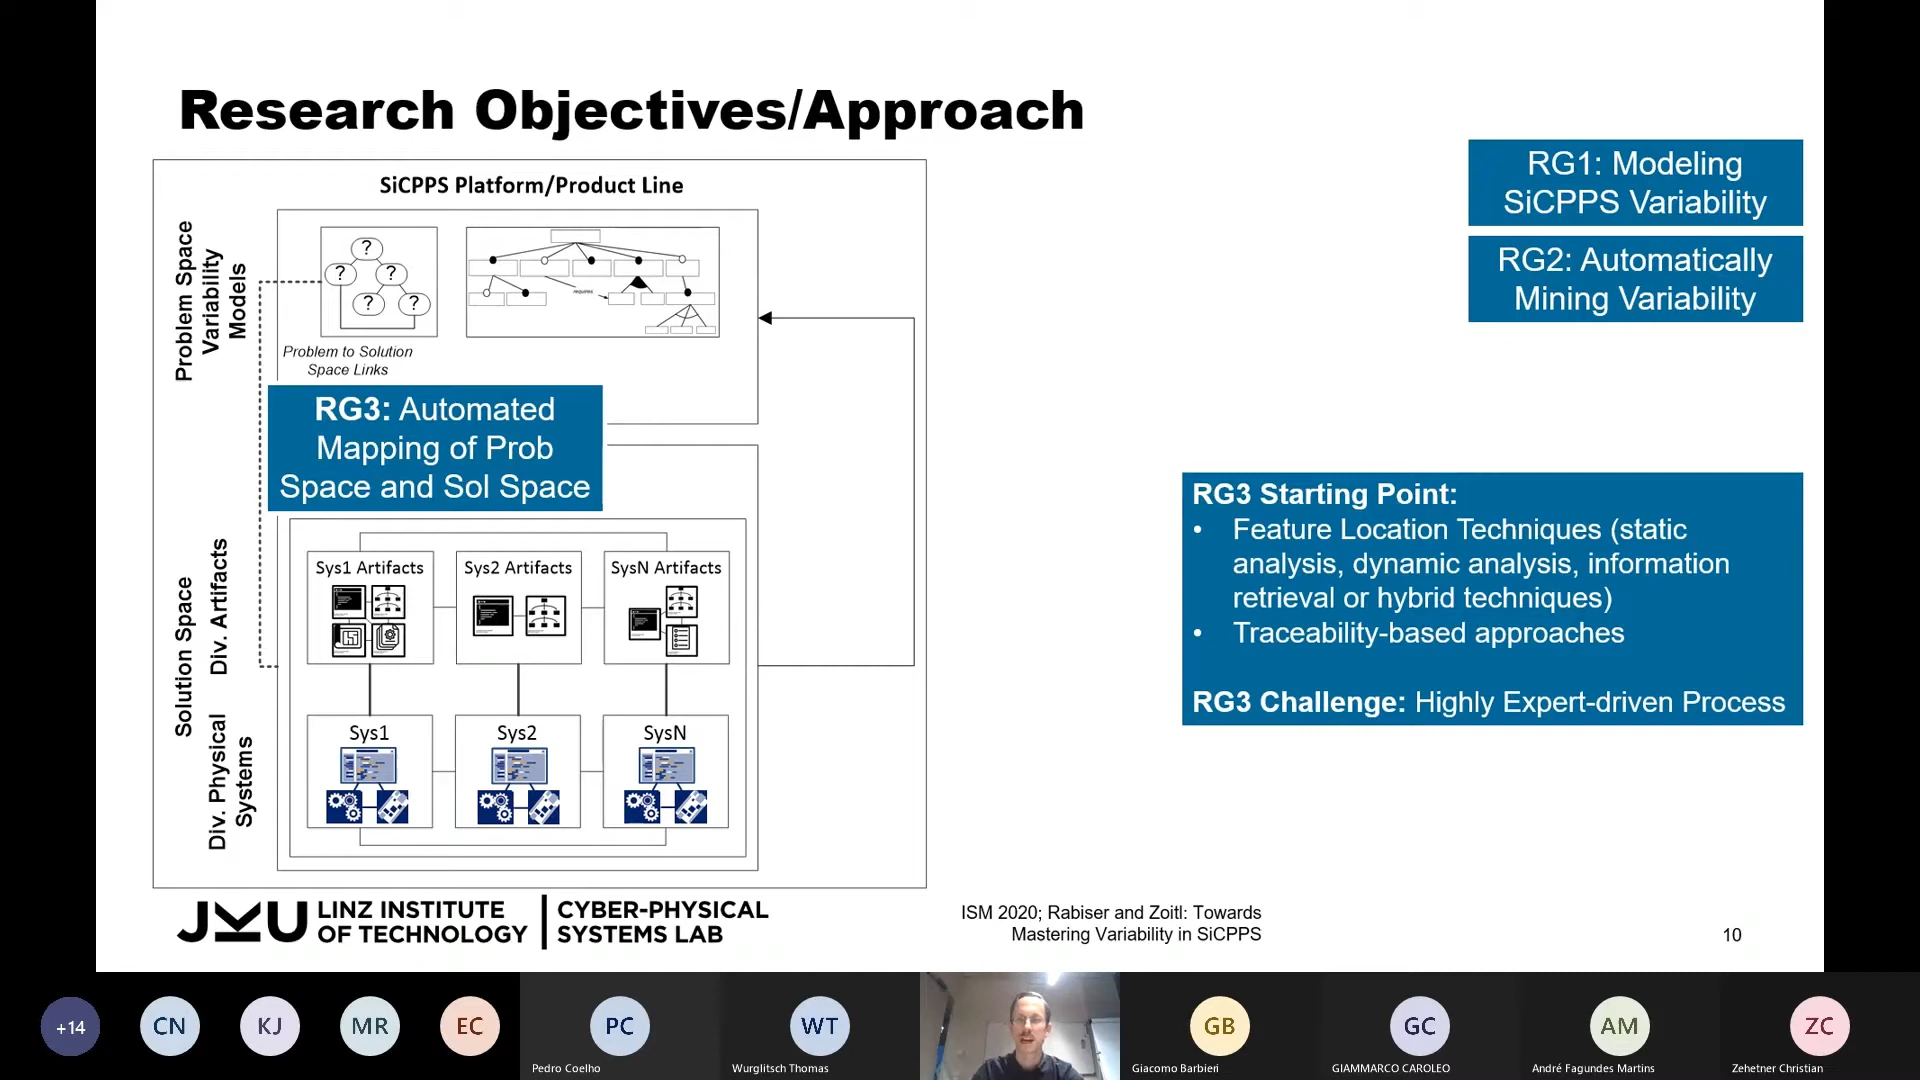 Research Objectives/Approach
SiCPPS Platform/Product Line
Problem Space
Variability
Models
?
? ?
? ?
requires
Problem to Solution
Space Links
RG3: Automated
Mapping of Prob
Space and Sol Space
Solution Space
Div. Artifacts
Div. Physical
Systems
Sys1 Artifacts
Sys2 Artifacts
SysN Artifacts
Sys1
Sys2
SysN
RG1: Modeling
SiCPPS Variability
RG2: Automatically
Mining Variability
RG3 Starting Point:
• Feature Location Techniques (static
analysis, dynamic analysis, information
retrieval or hybrid techniques)
• Traceability-based approaches
RG3 Challenge: Highly Expert-driven Process
JKU LINZ INSTITUTE
OF TECHNOLOGY
CYBER-PHYSICAL
SYSTEMS LAB
ISM 2020; Rabiser and Zoitl: Towards
Mastering Variability in SiCPPS
10
+14
CN
KJ
MR
EC
PC
Pedro Coelho
WT
Wurglitsch Thomas
GB
Giacomo Barbieri
GC
GIAMMARCO CAROLEO
AM
André Fagundes Martins
ZC
Zehetner Christian